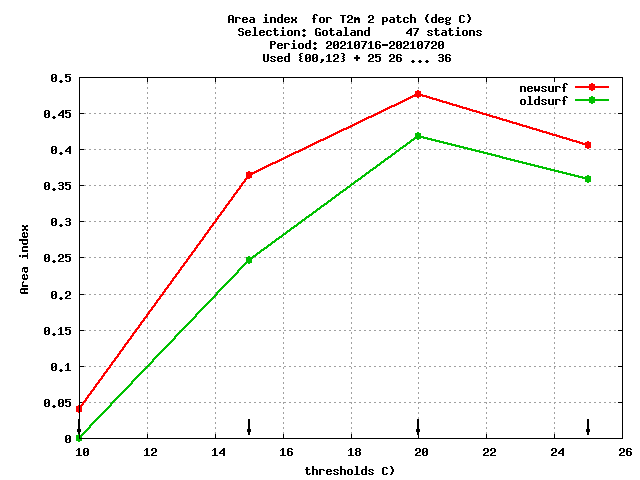 Area index  for T2m 2 patch (deg C)
Selection: Gotaland     47 stations
Period: 20210716-20210720
Used {00,12} + 25 26 ... 36
newsurf
oldsurf
0.5
0.45
0.4
0.35
0.3
0.25
0.2
0.15
0.1
0.05
0
Area index
10 12 14 16 18 20 22 24 26
thresholds C)